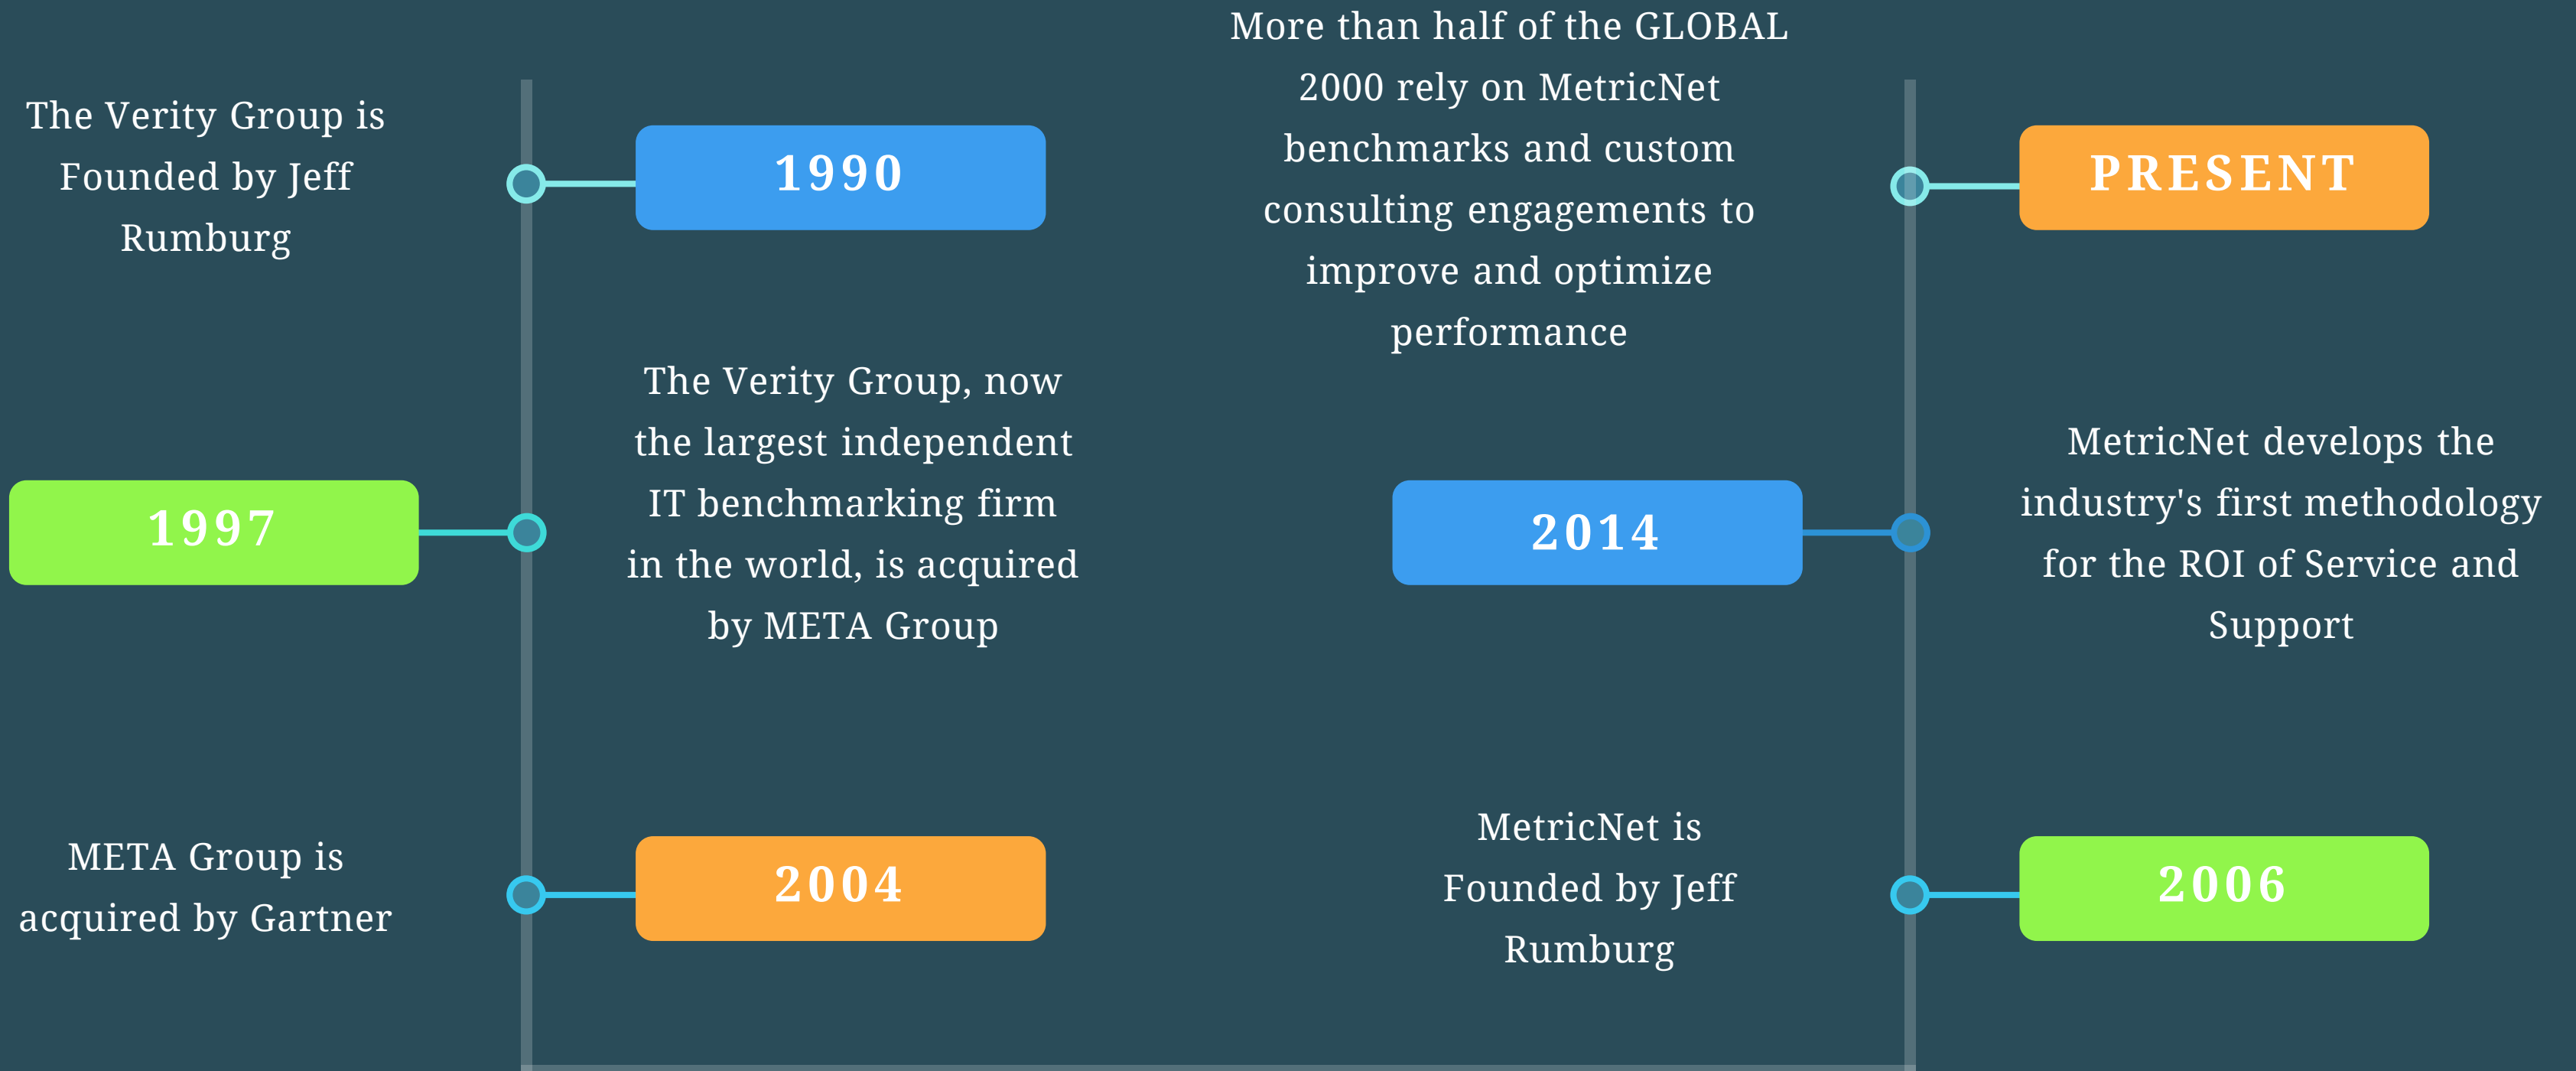 The Verity Group is
Founded by Jeff
Rumburg
1990
1997
The Verity Group, now
the largest independent
IT benchmarking firm
in the world, is acquired
by META Group
META Group is
acquired by Gartner
2004
MetricNet is
Founded by Jeff
Rumburg
2006
2014
MetricNet develops the
industry's first methodology
for the ROI of Service and
Support
More than half of the GLOBAL
2000 rely on MetricNet
benchmarks and custom
consulting engagements to
improve and optimize
performance
PRESENT